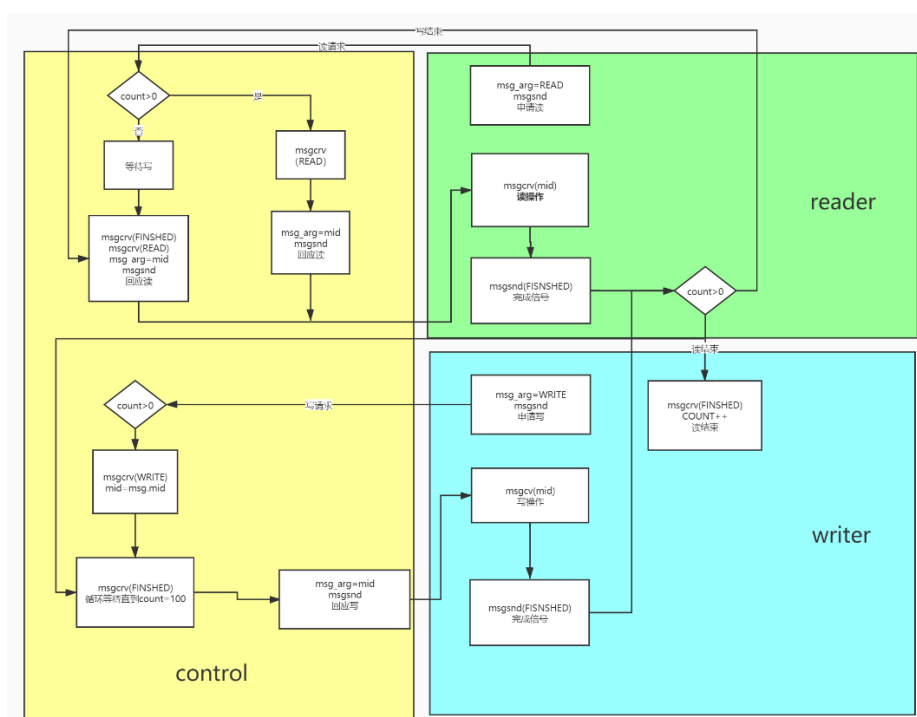 写结束
读请求
count>0
是
否
等待写
msgcrv
(READ)
msgcrv(FINSHED)
msgcrv(READ)
msg_arg=mid
msgsnd
回应读
msg_arg=mid
msgsnd
回应读
msg_arg=READ
msgsnd
申请读
msgcrv(mid)
读操作
msgsnd(FISNSHED)
完成信号
reader
count>0
读结束
count>0
写请求
msgcrv(WRITE)
mid=msg.mid
msgcrv(FINSHED)
循环等待直到count=100
msg_arg=mid
msgsnd
回应写
control
msg_arg=WRITE
msgsnd
申请写
msgcv(mid)
写操作
msgsnd(FISNSHED)
完成信号
msgcrv(FINSHED)
COUNT++
读结束
writer